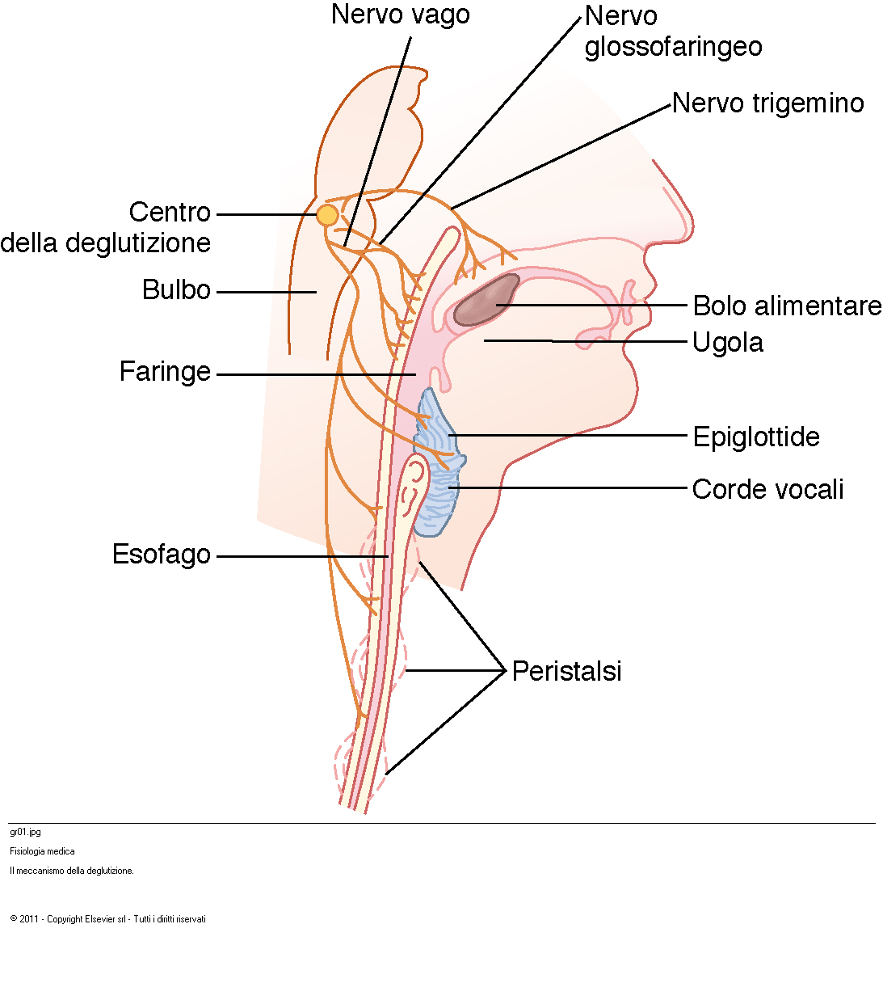 Nervo vago
Nervo
glossofaringeo
Nervo trigemino
Centro
della deglutizione
Bulbo
Bolo alimentare
Ugola
Faringe
Epiglottide
Corde vocali
Esofago
Peristalsi
gr01.jpg
Fisiologia medica
Il meccanismo della deglutizione.
© 2011 - Copyright Elsevier srl - Tutti i diritti riservati